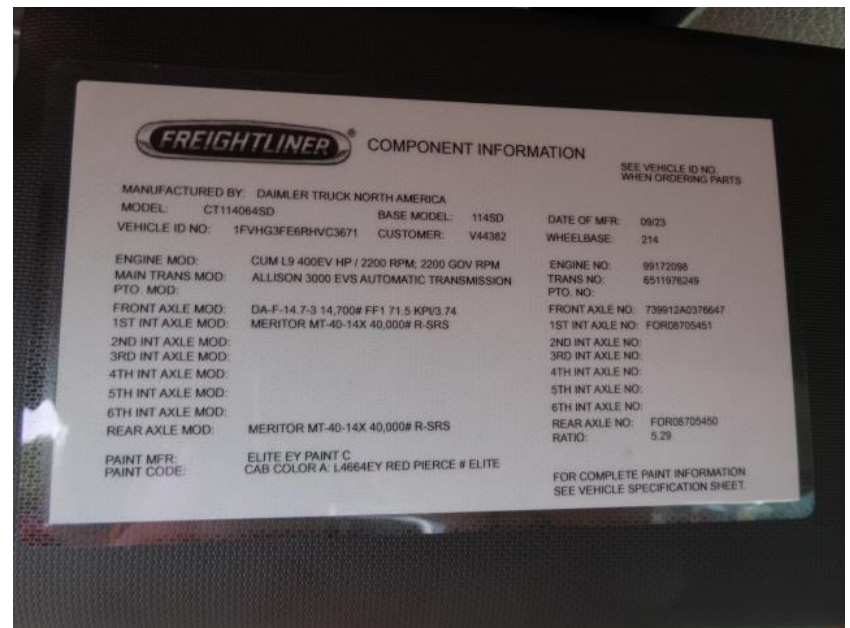 FREIGHTLINER® COMPONENT INFORMATION
SEE VEHICLE ID NO.
WHEN ORDERING PARTS
MANUFACTURED BY: DAIMLER TRUCK NORTH AMERICA
MODEL: CT114064SD BASE MODEL: 114SD DATE OF MFR: 09/23
VEHICLE ID NO: 1FVHG3FE6RHVC3671 CUSTOMER: V44382 WHEELBASE: 214
ENGINE MOD: CUM L9 400EV HP / 2200 RPM; 2200 GOV RPM ENGINE NO: 99172098
MAIN TRANS MOD: ALLISON 3000 EVS AUTOMATIC TRANSMISSION TRANS NO: 6511976249
PTO. MOD: PTO. NO:
FRONT AXLE MOD: DA-F-14.7-3 14,700# FF1 71.5 KPI/3.74 FRONT AXLE NO: 739912A0376647
1ST INT AXLE MOD: MERITOR MT-40-14X 40,000# R-SRS 1ST INT AXLE NO: FOR08705451
2ND INT AXLE MOD: 2ND INT AXLE NO:
3RD INT AXLE MOD: 3RD INT AXLE NO:
4TH INT AXLE MOD: 4TH INT AXLE NO:
5TH INT AXLE MOD: 5TH INT AXLE NO:
6TH INT AXLE MOD: 6TH INT AXLE NO:
REAR AXLE MOD: MERITOR MT-40-14X 40,000# R-SRS REAR AXLE NO: FOR08705450
RATIO: 5.29
PAINT MFR: ELITE EY PAINT C
PAINT CODE: CAB COLOR A: L4664EY RED PIERCE # ELITE
FOR COMPLETE PAINT INFORMATION
SEE VEHICLE SPECIFICATION SHEET.